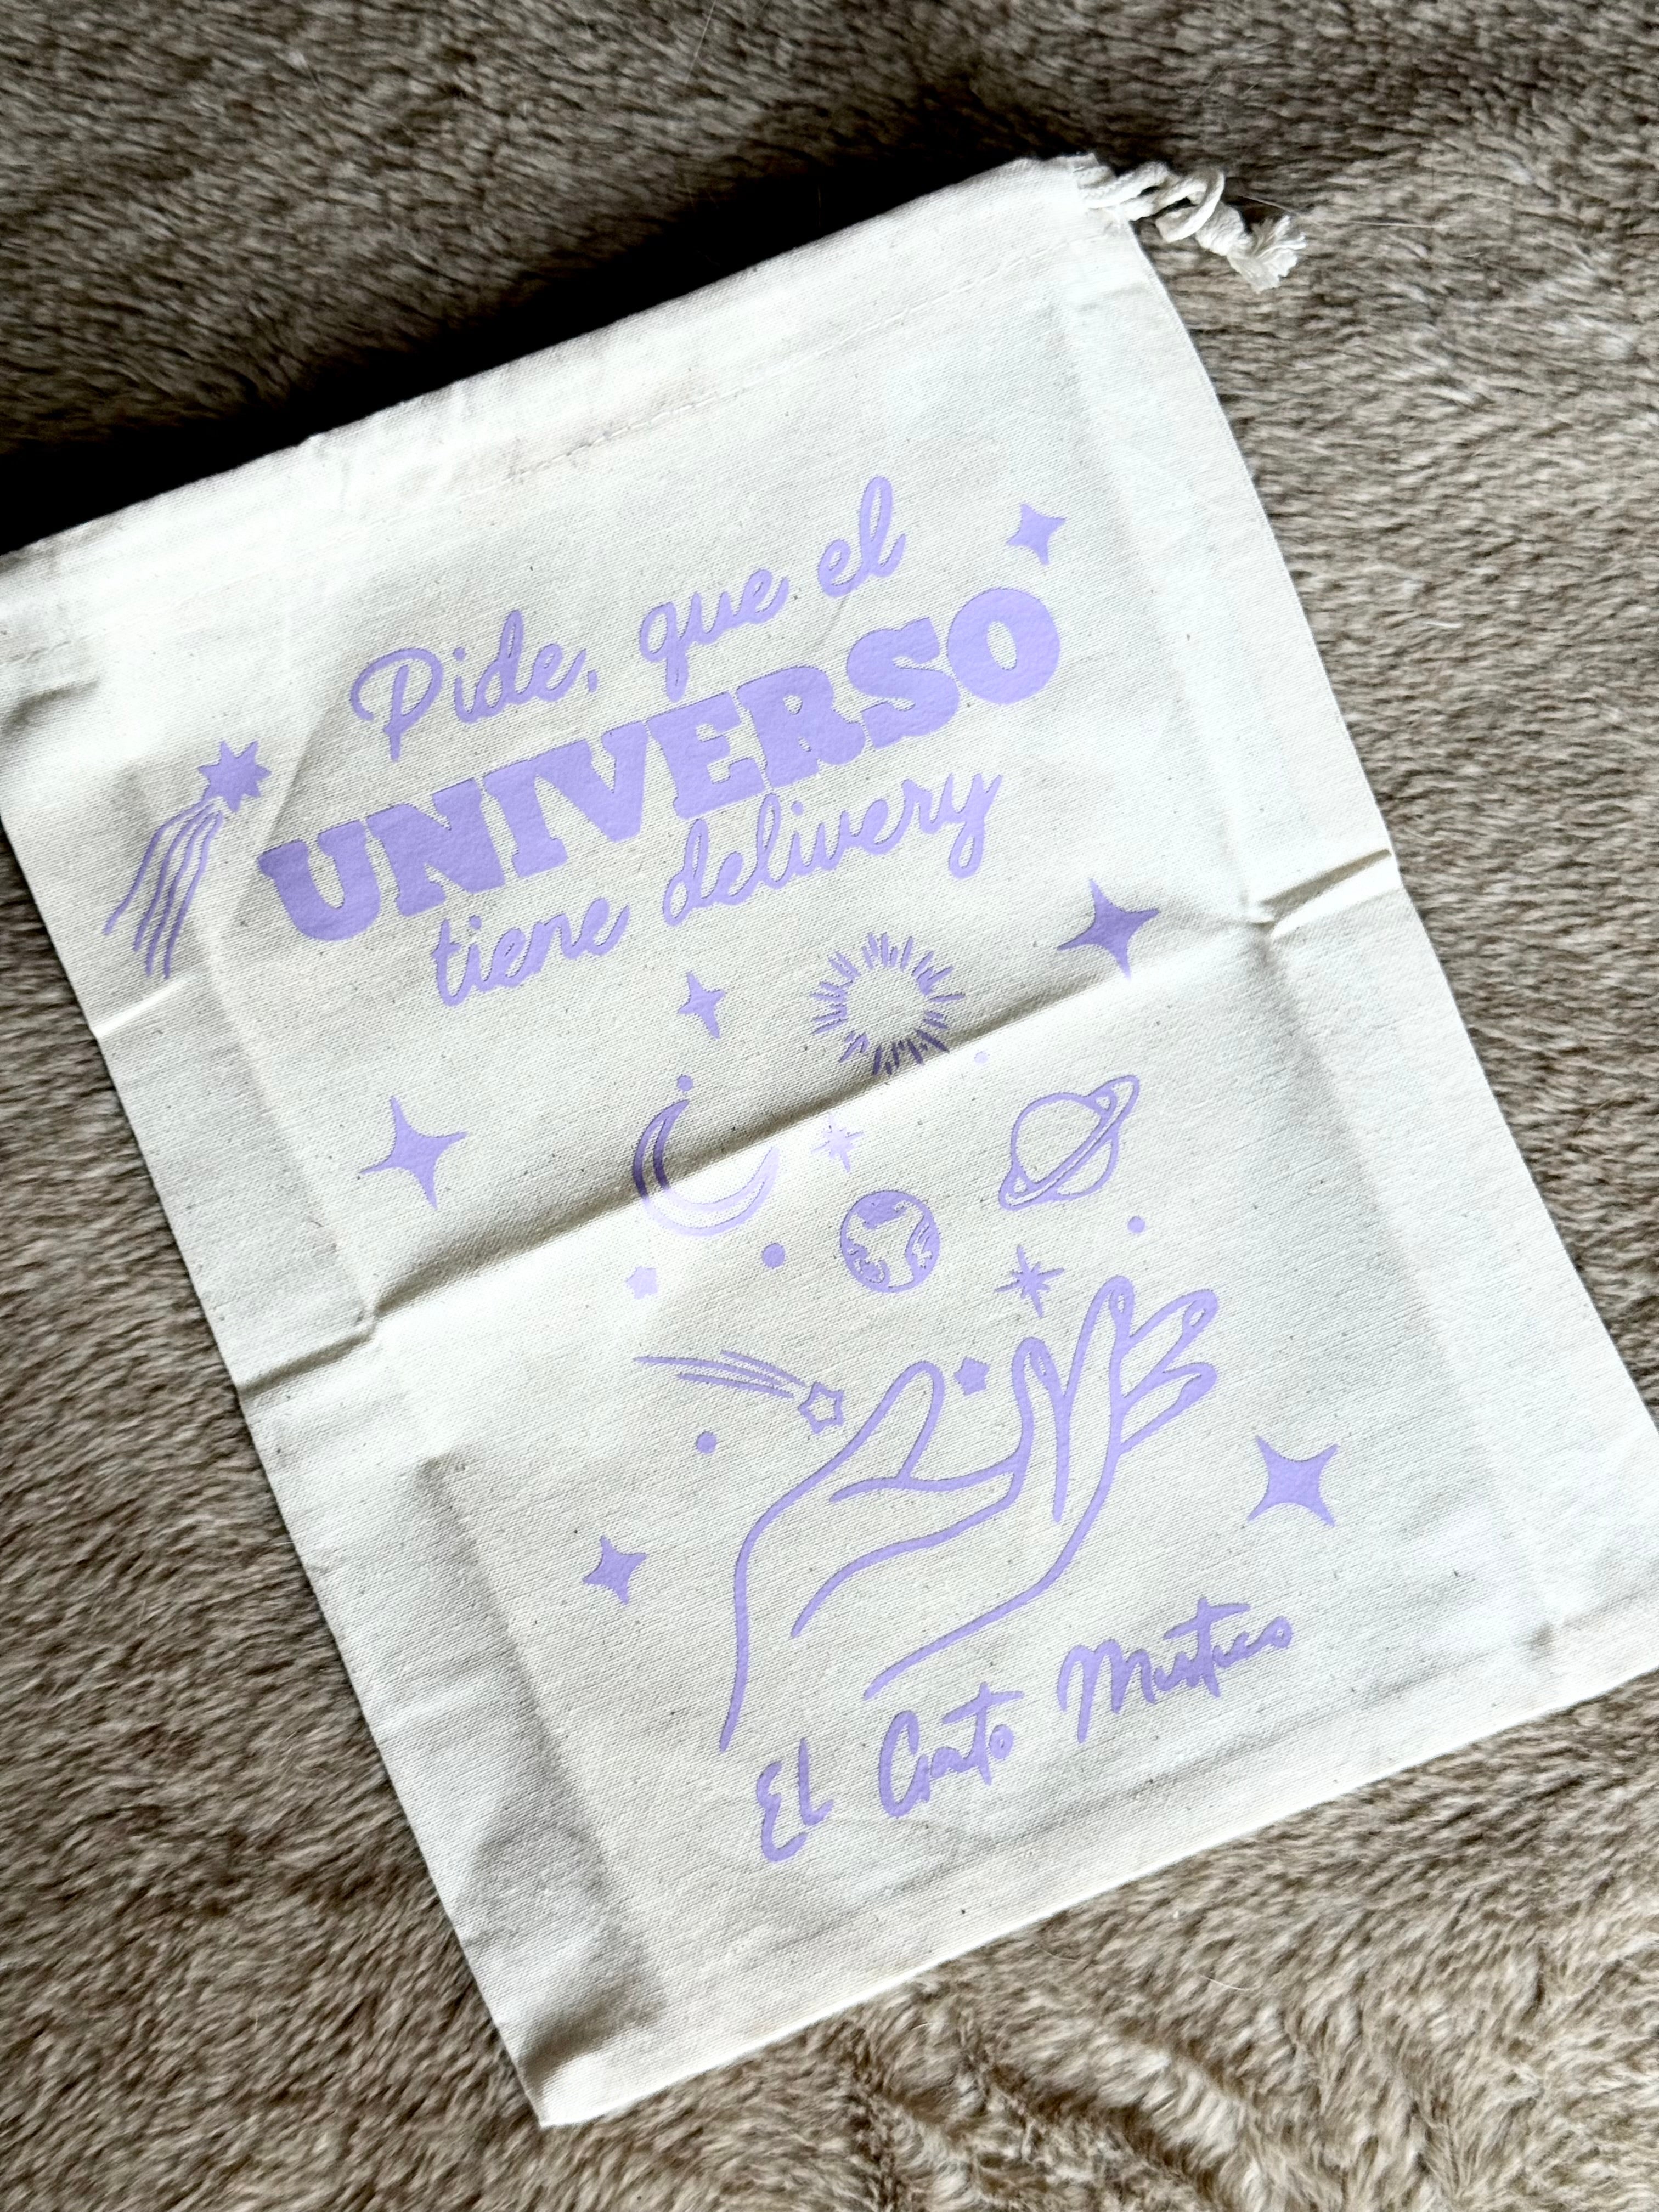 Pide, que el
UNIVERSO
tiene delivery
El Gato Mistico